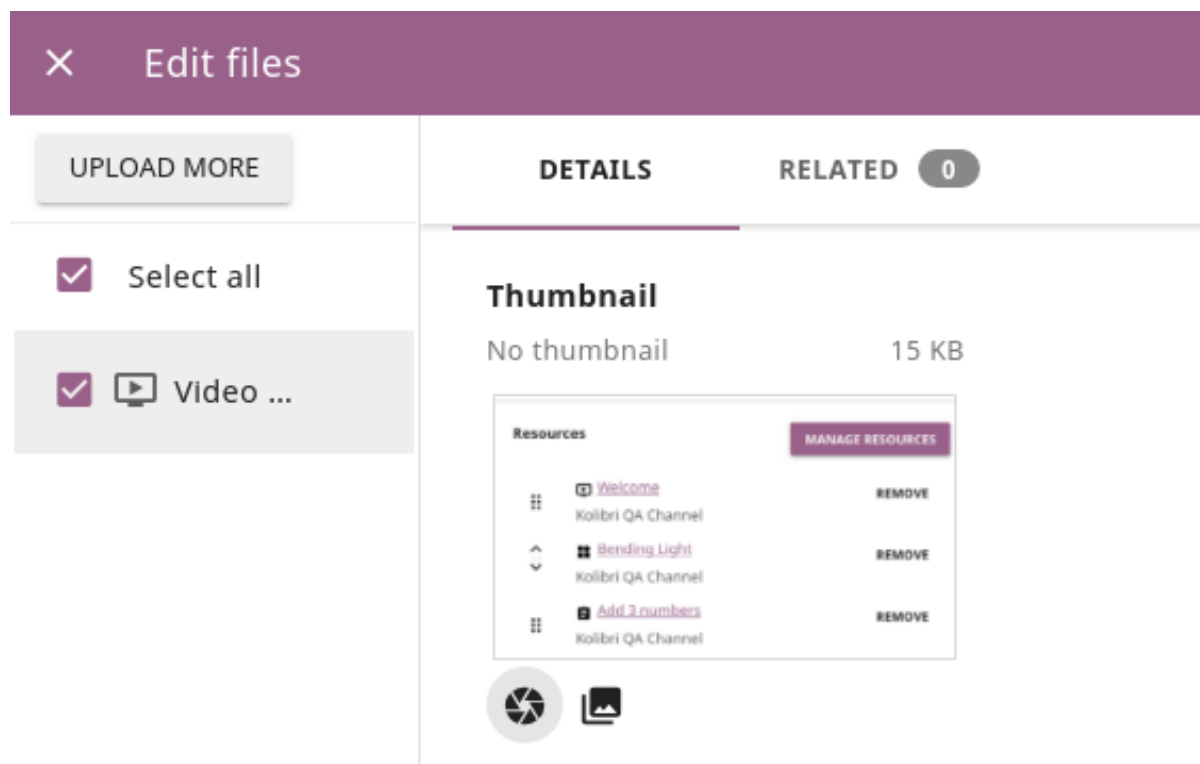 Edit files
UPLOAD MORE
DETAILS
RELATED 0
Select all
Video ...
Thumbnail
No thumbnail 15 KB
Resources
MANAGE RESOURCES
Welcome
REMOVE
Kolibri QA Channel
Bending Light
REMOVE
Kolibri QA Channel
Add 3 numbers
REMOVE
Kolibri QA Channel